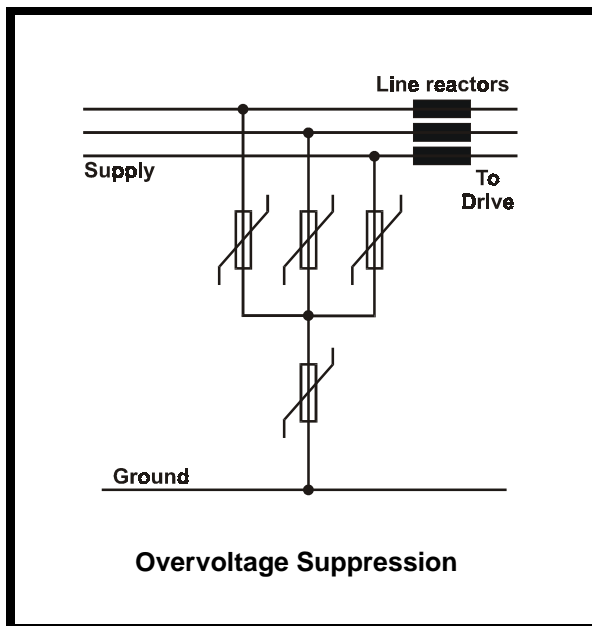 Line reactors
Supply
To
Drive
Ground
Overvoltage Suppression